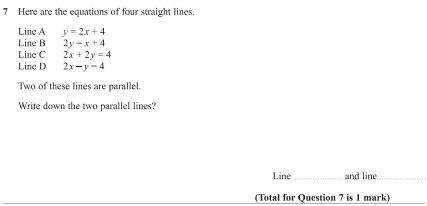 7 Here are the equations of four straight lines.
Line A y = 2x + 4
Line B 2y = x + 4
Line C 2x + 2y = 4
Line D 2x – y = 4
Two of these lines are parallel.
Write down the two parallel lines?
Line ........................ and line........................
(Total for Question 7 is 1 mark)